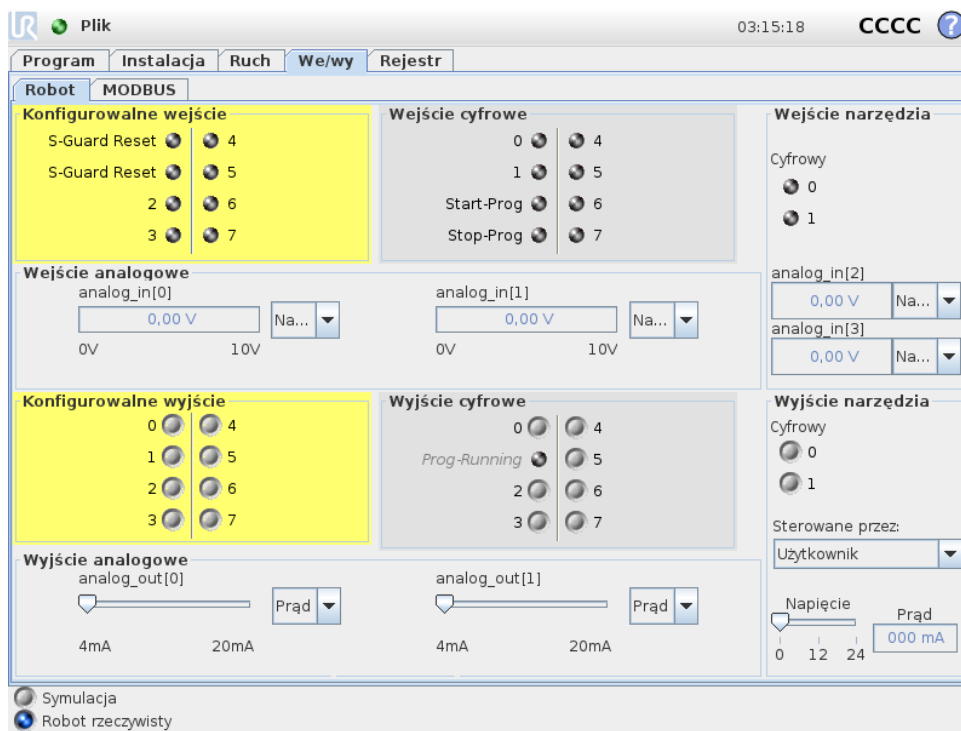 UR Plik 03:15:18 CCCC ?
Program Instalacja Ruch We/wy Rejestr
Robot MODBUS
Konfigurowalne wejście
S-Guard Reset 4
S-Guard Reset 5
2 6
3 7
Wejście cyfrowe
0 4
1 5
Start-Prog 6
Stop-Prog 7
Wejście narzędzia
Cyfrowy
0
1
analog_in[2]
0,00 V Na...
analog_in[3]
0,00 V Na...
Wejście analogowe
analog_in[0]
0,00 V Na...
0V 10V
analog_in[1]
0,00 V Na...
0V 10V
Konfigurowalne wyjście
0 4
1 5
2 6
3 7
Wyjście cyfrowe
0 4
Prog-Running 5
2 6
3 7
Wyjście narzędzia
Cyfrowy
0
1
Sterowane przez:
Użytkownik
Napięcie
0 12 24
Prąd
000 mA
Wyjście analogowe
analog_out[0]
Prąd
4mA 20mA
analog_out[1]
Prąd
4mA 20mA
Symulacja
Robot rzeczywisty